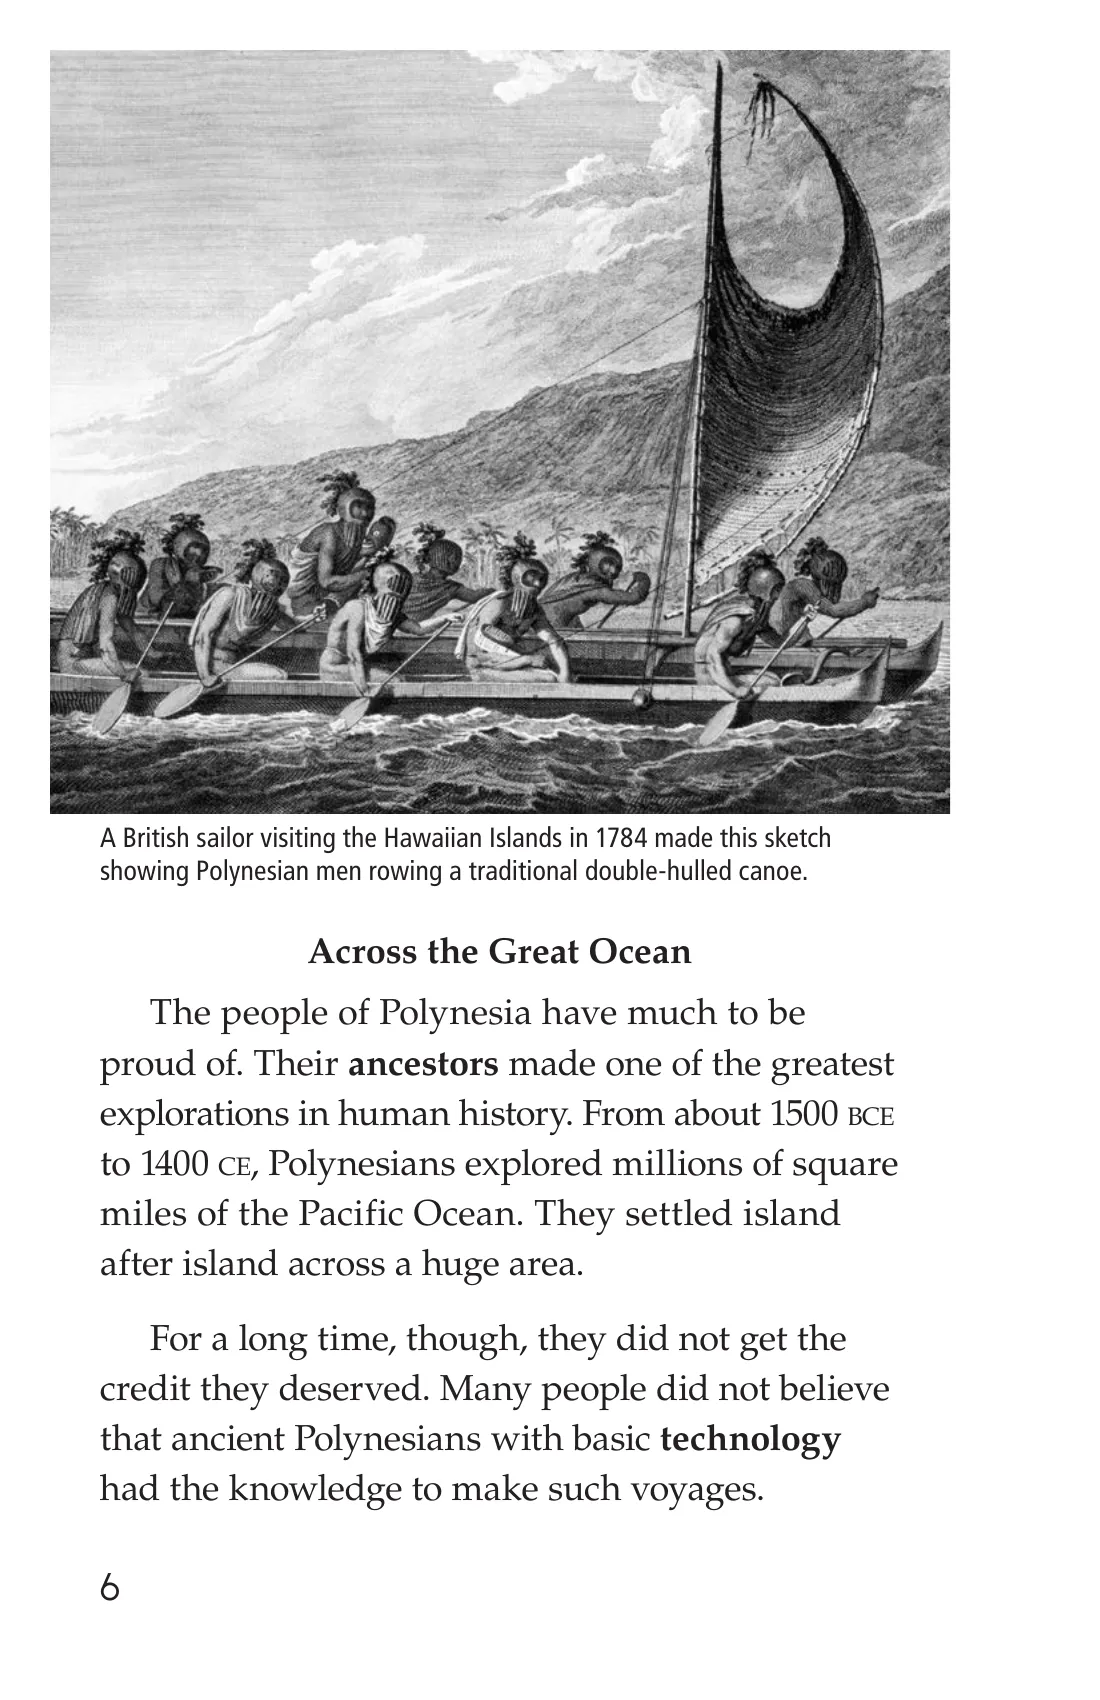 A British sailor visiting the Hawaiian Islands in 1784 made this sketch
showing Polynesian men rowing a traditional double-hulled canoe.
Across the Great Ocean
The people of Polynesia have much to be
proud of. Their ancestors made one of the greatest
explorations in human history. From about 1500 BCE
to 1400 CE, Polynesians explored millions of square
miles of the Pacific Ocean. They settled island
after island across a huge area.
For a long time, though, they did not get the
credit they deserved. Many people did not believe
that ancient Polynesians with basic technology
had the knowledge to make such voyages.
6